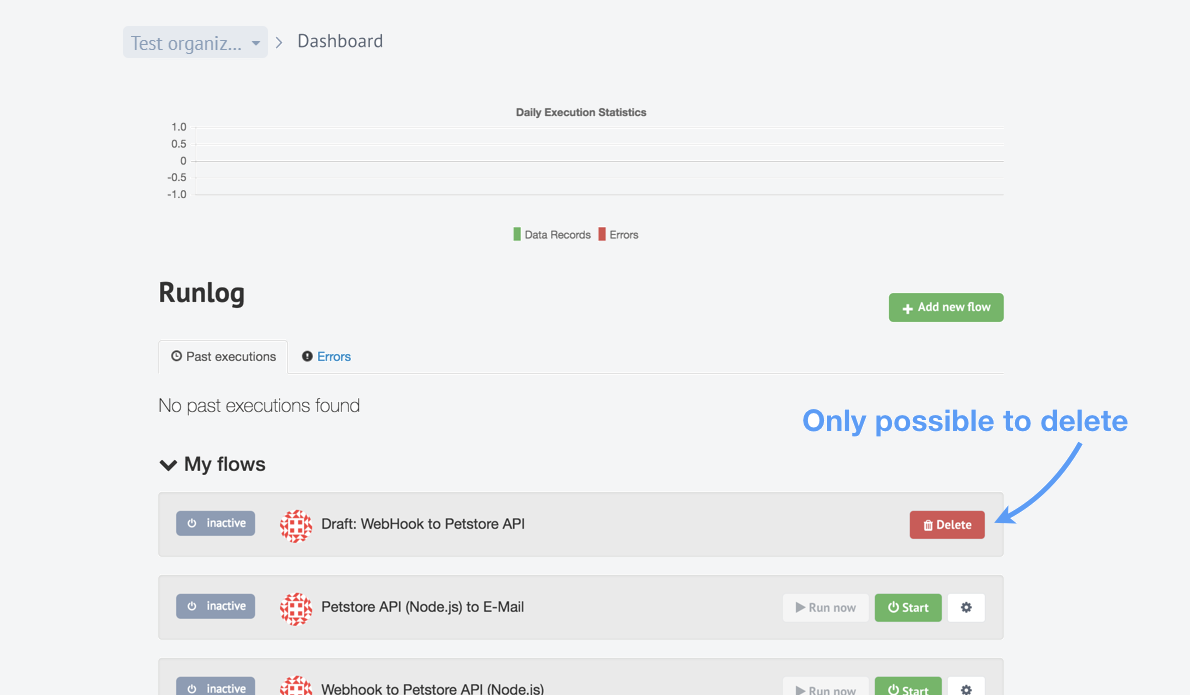 Test organiz... > Dashboard
Daily Execution Statistics
1.0
0.5
0
-0.5
-1.0
Data Records Errors
Runlog
Add new flow
Past executions Errors
No past executions found
Only possible to delete
My flows
inactive Draft: WebHook to Petstore API Delete
inactive Petstore API (Node.js) to E-Mail Run now Start
inactive Webhook to Petstore API (Node.js) Run now Start